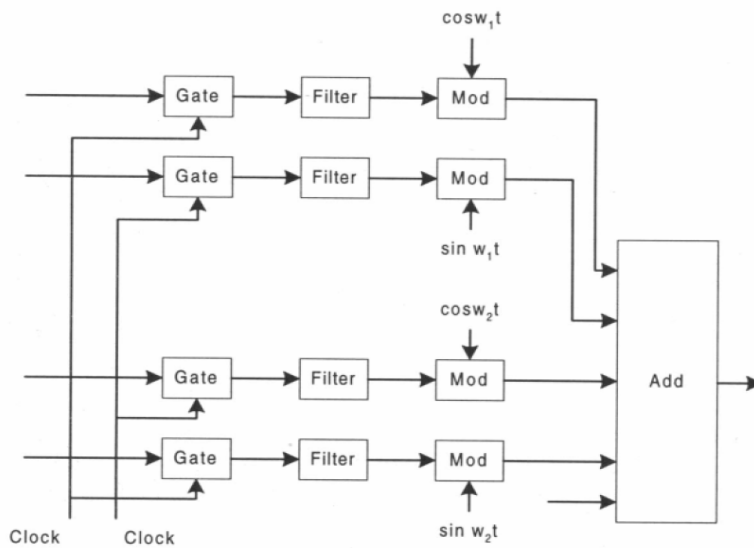 cosw₁t
Gate Filter Mod
Gate Filter Mod
sin w₁t
cosw₂t
Gate Filter Mod
Add
Gate Filter Mod
Clock Clock
sin w₂t